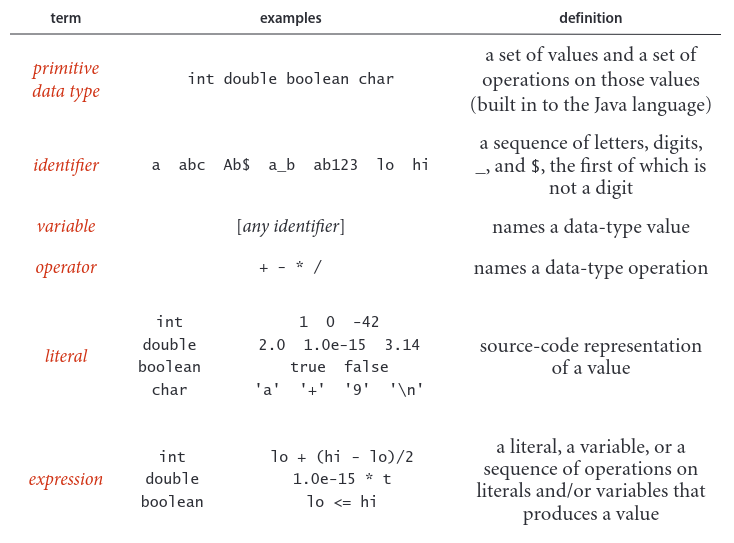 term examples definition
primitive data type
int double boolean char
a set of values and a set of
operations on those values
(built in to the Java language)
identifier
a abc Ab$ a_b ab123 lo hi
a sequence of letters, digits,
_, and $, the first of which is
not a digit
variable [any identifier] names a data-type value
operator + - * / names a data-type operation
literal
int 1 0 -42
double 2.0 1.0e-15 3.14
boolean true false
char 'a' '+' '9' '\n'
source-code representation
of a value
expression
int lo + (hi - lo)/2
double 1.0e-15 * t
boolean lo <= hi
a literal, a variable, or a
sequence of operations on
literals and/or variables that
produces a value